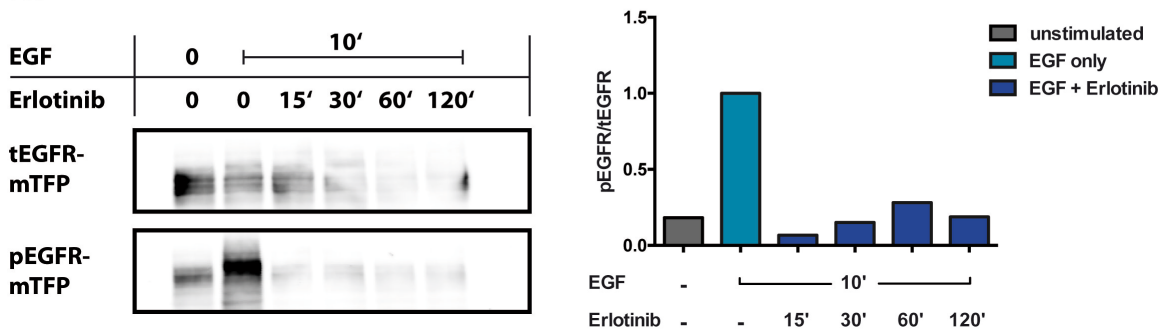 EGF 0 10‘
Erlotinib 0 0 15‘ 30‘ 60‘ 120‘
tEGFR-
mTFP
pEGFR-
mTFP
1.5
1.0
0.5
0.0
pEGFR/tEGFR
unstimulated
EGF only
EGF + Erlotinib
EGF - 10'
Erlotinib - - 15' 30' 60' 120'